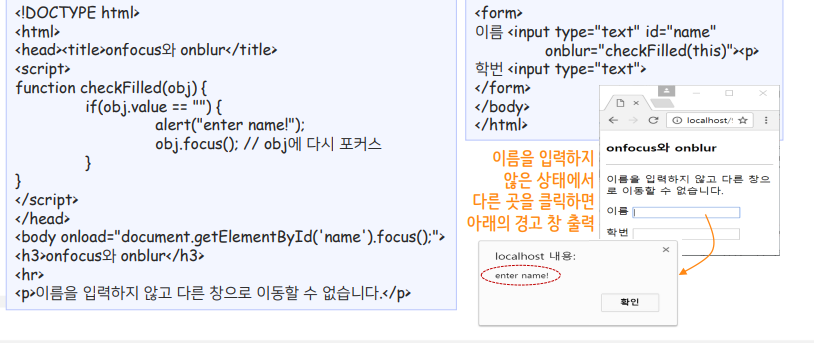 <!DOCTYPE html>
<html>
<head><title>onfocus와 onblur</title>
<script>
function checkFilled(obj) {
if(obj.value == "") {
alert("enter name!");
obj.focus(); // obj에 다시 포커스
}
}
</script>
</head>
<body onload="document.getElementById('name').focus();">
<h3>onfocus와 onblur</h3>
<hr>
<p>이름을 입력하지 않고 다른 창으로 이동할 수 없습니다.</p>
<form>
이름 <input type="text" id="name"
onblur="checkFilled(this)"><p>
학번 <input type="text">
</form>
</body>
</html>
이름을 입력하지
않은 상태에서
다른 곳을 클릭하면
아래의 경고 창 출력
onfocus와 onblur
이름을 입력하지 않고 다른 창으
로 이동할 수 없습니다.
이름
학번
localhost 내용:
enter name!
확인